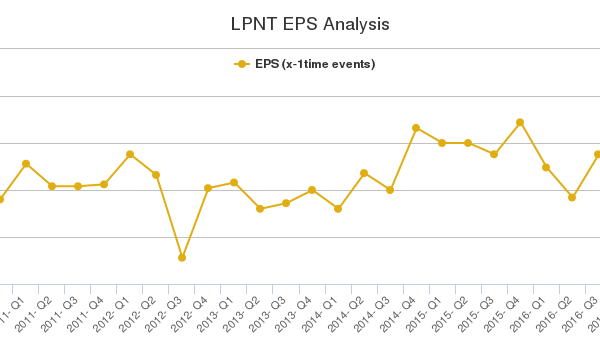 LPNT EPS Analysis
EPS (x-1time events)
11- Q1
2011- Q2
2011- Q3
2011- Q4
2012- Q1
2012- Q2
2012- Q3
2012- Q4
2013- Q1
2013- Q2
2013- Q3
2013- Q4
2014- Q1
2014- Q2
2014- Q3
2014- Q4
2015- Q1
2015- Q2
2015- Q3
2015- Q4
2016- Q1
2016- Q2
2016- Q3